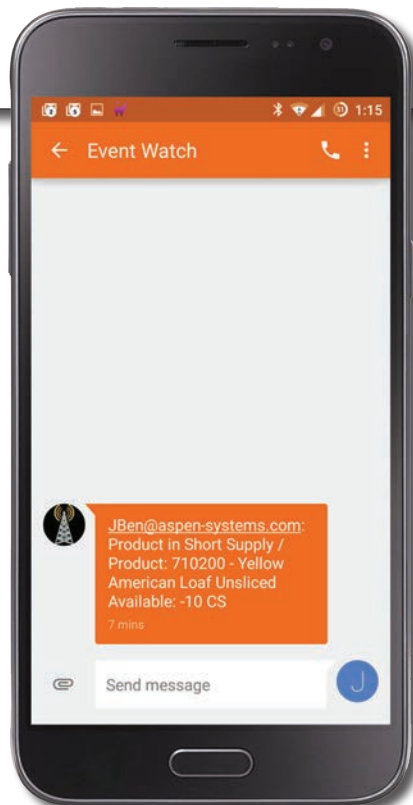 51 1:15
Event Watch
JBen@aspen-systems.com:
Product in Short Supply /
Product: 710200 - Yellow
American Loaf Unsliced
Available: -10 CS
7 mins
Send message
J